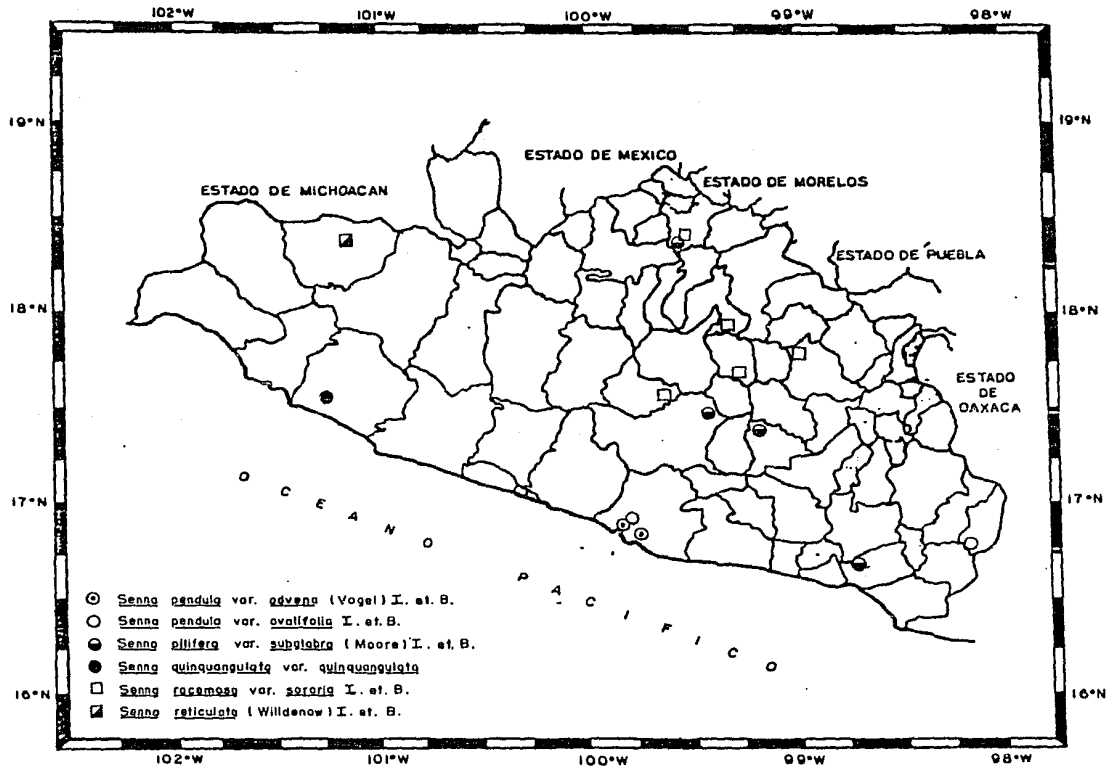 102°W 101°W 100°W 99°W 98°W
19°N 19°N
ESTADO DE MEXICO
ESTADO DE MORELOS
ESTADO DE MICHOACAN
ESTADO DE PUEBLA
18°N 18°N
ESTADO
DE
OAXACA
17°N 17°N
OCEANO
PACIFICO
Senna pendula var. advena (Vogel) I. et. B.
Senna pendula var. ovalifolia I. et B.
Senna pilifera var. subglabra (Moore) I. et. B.
Senna quinquangulata var. quinquangulata
Senna racemosa var. sororia I. et. B.
Senna reticulata (Willdenow) I. et. B.
16°N 16°N
102°W 101°W 100°W 99°W 98°W